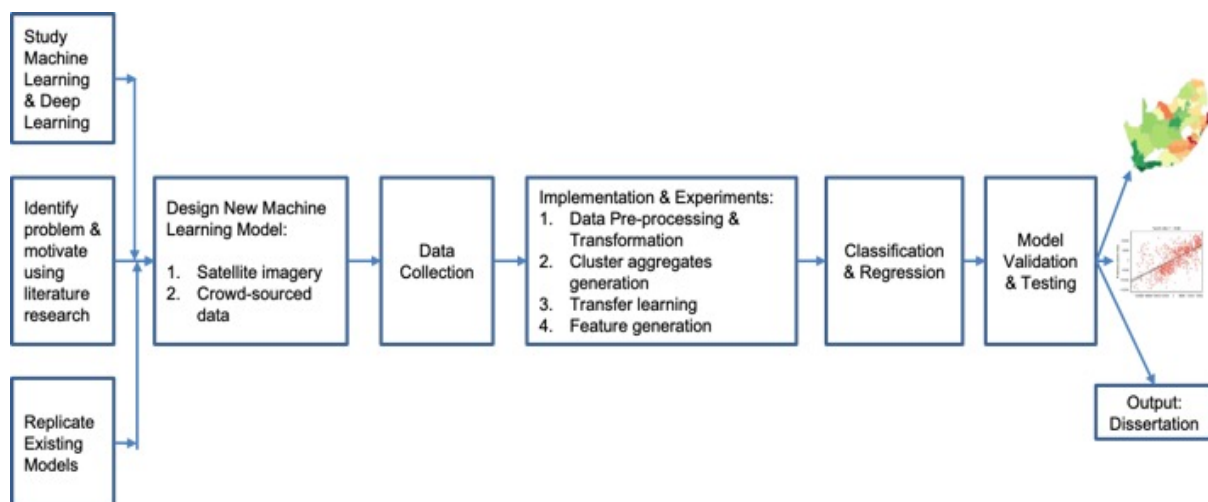 Study
Machine
Learning
& Deep
Learning
Identify
problem &
motivate
using
literature
research
Replicate
Existing
Models
Design New Machine
Learning Model:
1. Satellite imagery
2. Crowd-sourced
data
Data
Collection
Implementation & Experiments:
1. Data Pre-processing &
Transformation
2. Cluster aggregates
generation
3. Transfer learning
4. Feature generation
Classification
& Regression
Model
Validation
& Testing
Output:
Dissertation